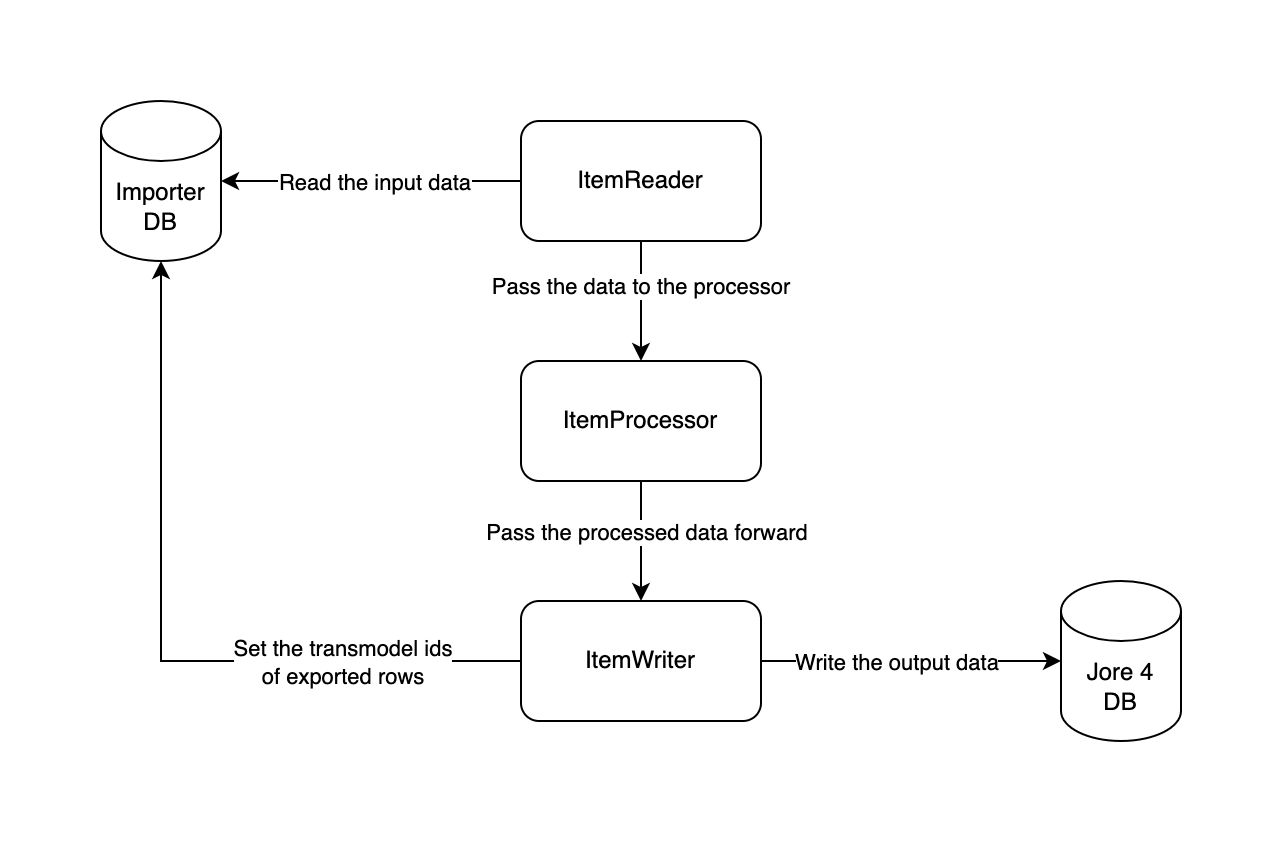 Importer
DB
Read the input data
ItemReader
Pass the data to the processor
ItemProcessor
Pass the processed data forward
Set the transmodel ids
of exported rows
ItemWriter
Write the output data
Jore 4
DB